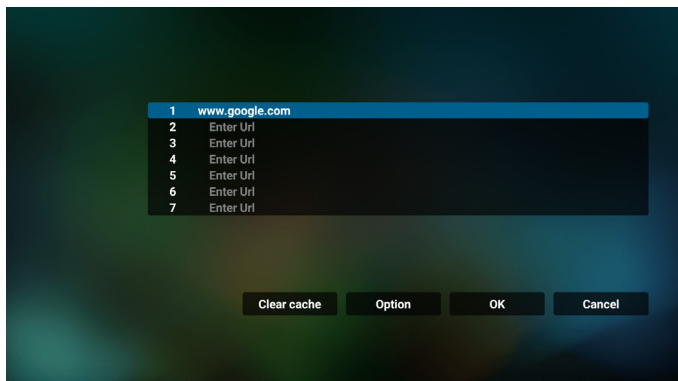 1 www.google.com
2 Enter Url
3 Enter Url
4 Enter Url
5 Enter Url
6 Enter Url
7 Enter Url
Clear cache Option OK Cancel